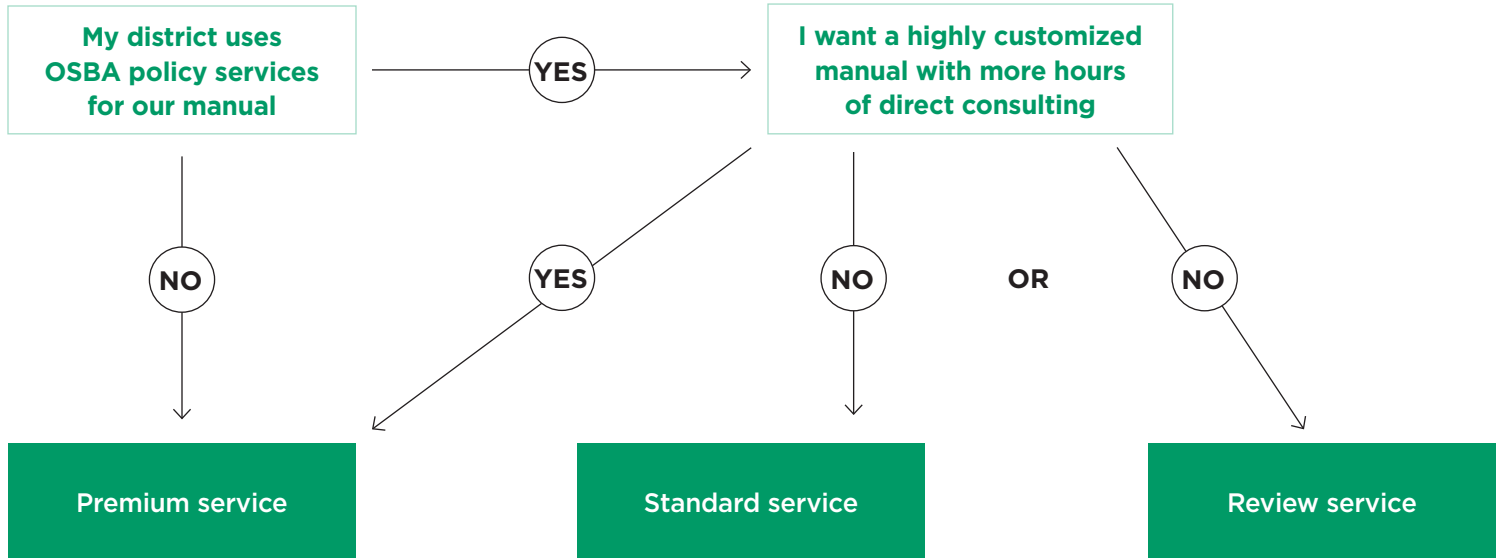 My district uses
OSBA policy services
for our manual
YES
I want a highly customized
manual with more hours
of direct consulting
NO
YES
NO
OR
NO
Premium service
Standard service
Review service